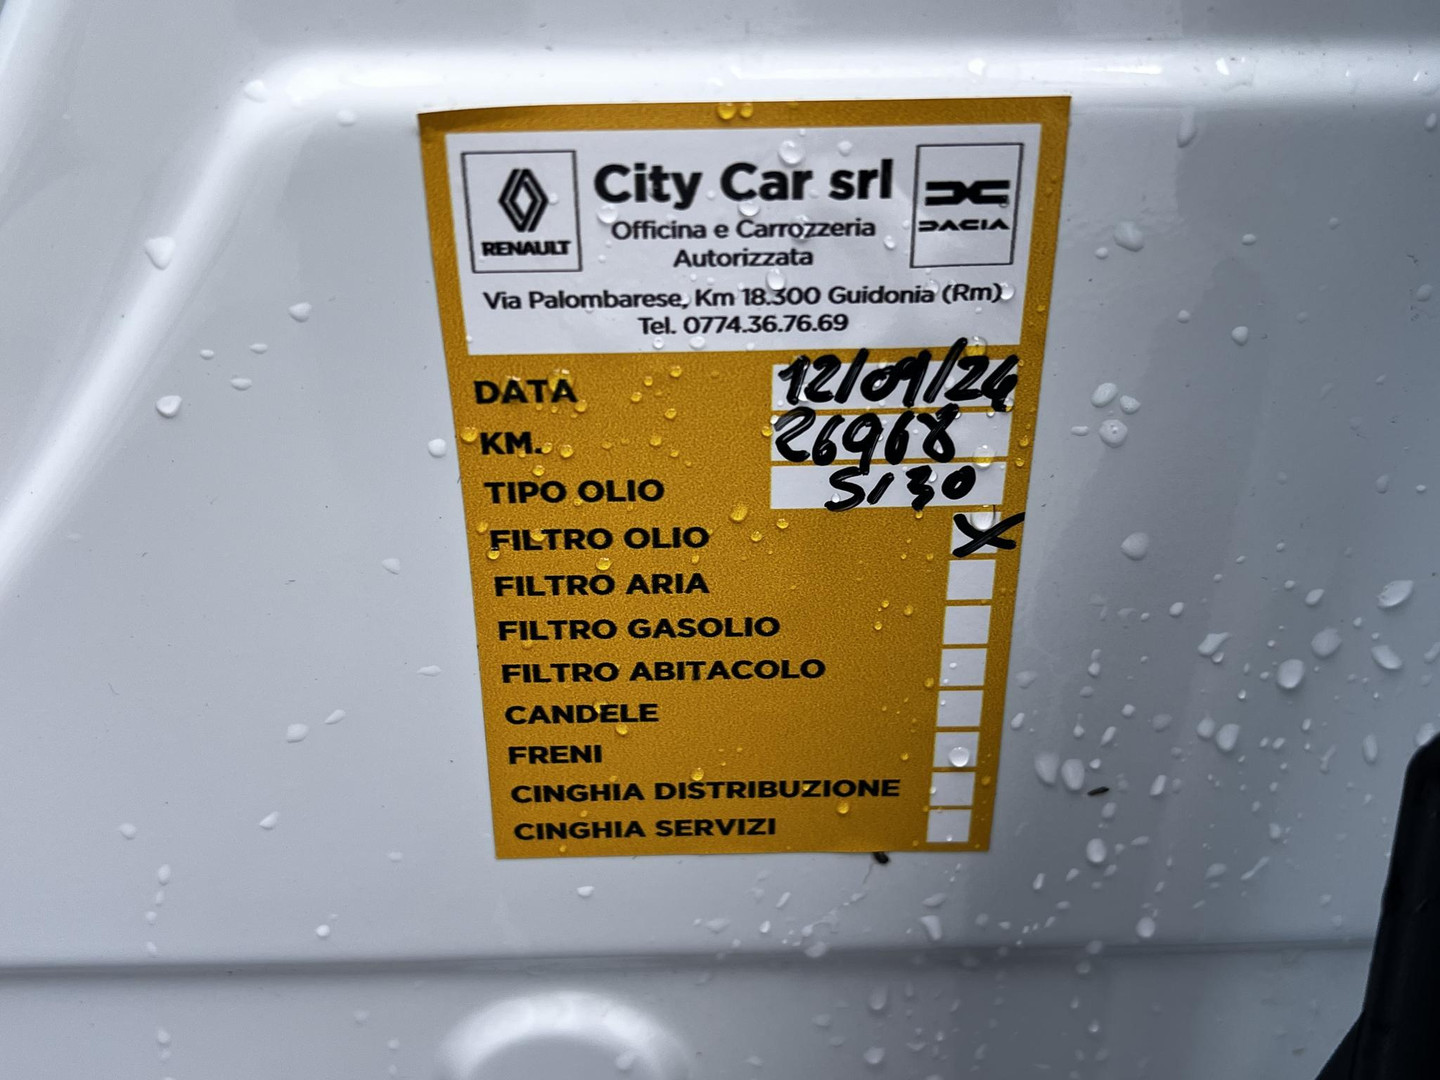 RENAULT
City Car srl
DACIA
Officina e Carrozzeria
Autorizzata
Via Palombarese, Km 18.300 Guidonia (Rm)
Tel. 0774.36.76.69
DATA 12/09/24
KM. 26968
TIPO OLIO 5/30
FILTRO OLIO X
FILTRO ARIA
FILTRO GASOLIO
FILTRO ABITACOLO
CANDELE
FRENI
CINGHIA DISTRIBUZIONE
CINGHIA SERVIZI